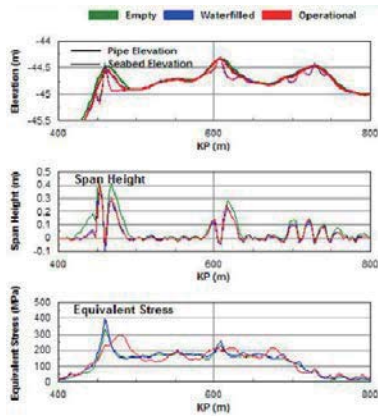 Empty Waterfilled Operational
-44
-44.5
-45
-45.5
Elevation (m)
Pipe Elevation
Seabed Elevation
400 600 800
KP (m)
0.5
0.4
0.3
0.2
0.1
0
-0.1
Span Height (m)
Span Height
400 600 800
KP (m)
500
400
300
200
100
0
Equivalent Stress (MPa)
Equivalent Stress
400 600 800
KP (m)